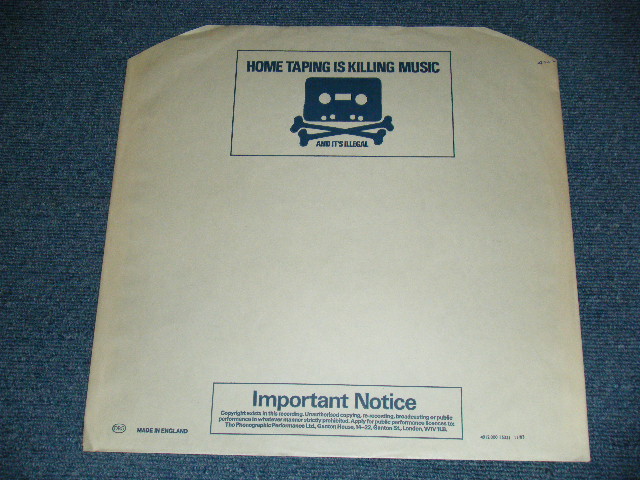 HOME TAPING IS KILLING MUSIC
AND IT'S ILLEGAL
Important Notice
Copyright exists in this recording. Unauthorised copying, re-recording, broadcasting or public
performance in whatever manner strictly prohibited. Apply for public performance licences to:
The Phonographic Performance Ltd., Ganton House, 14-22, Ganton St., London, W1V 1LB.
MADE IN ENGLAND